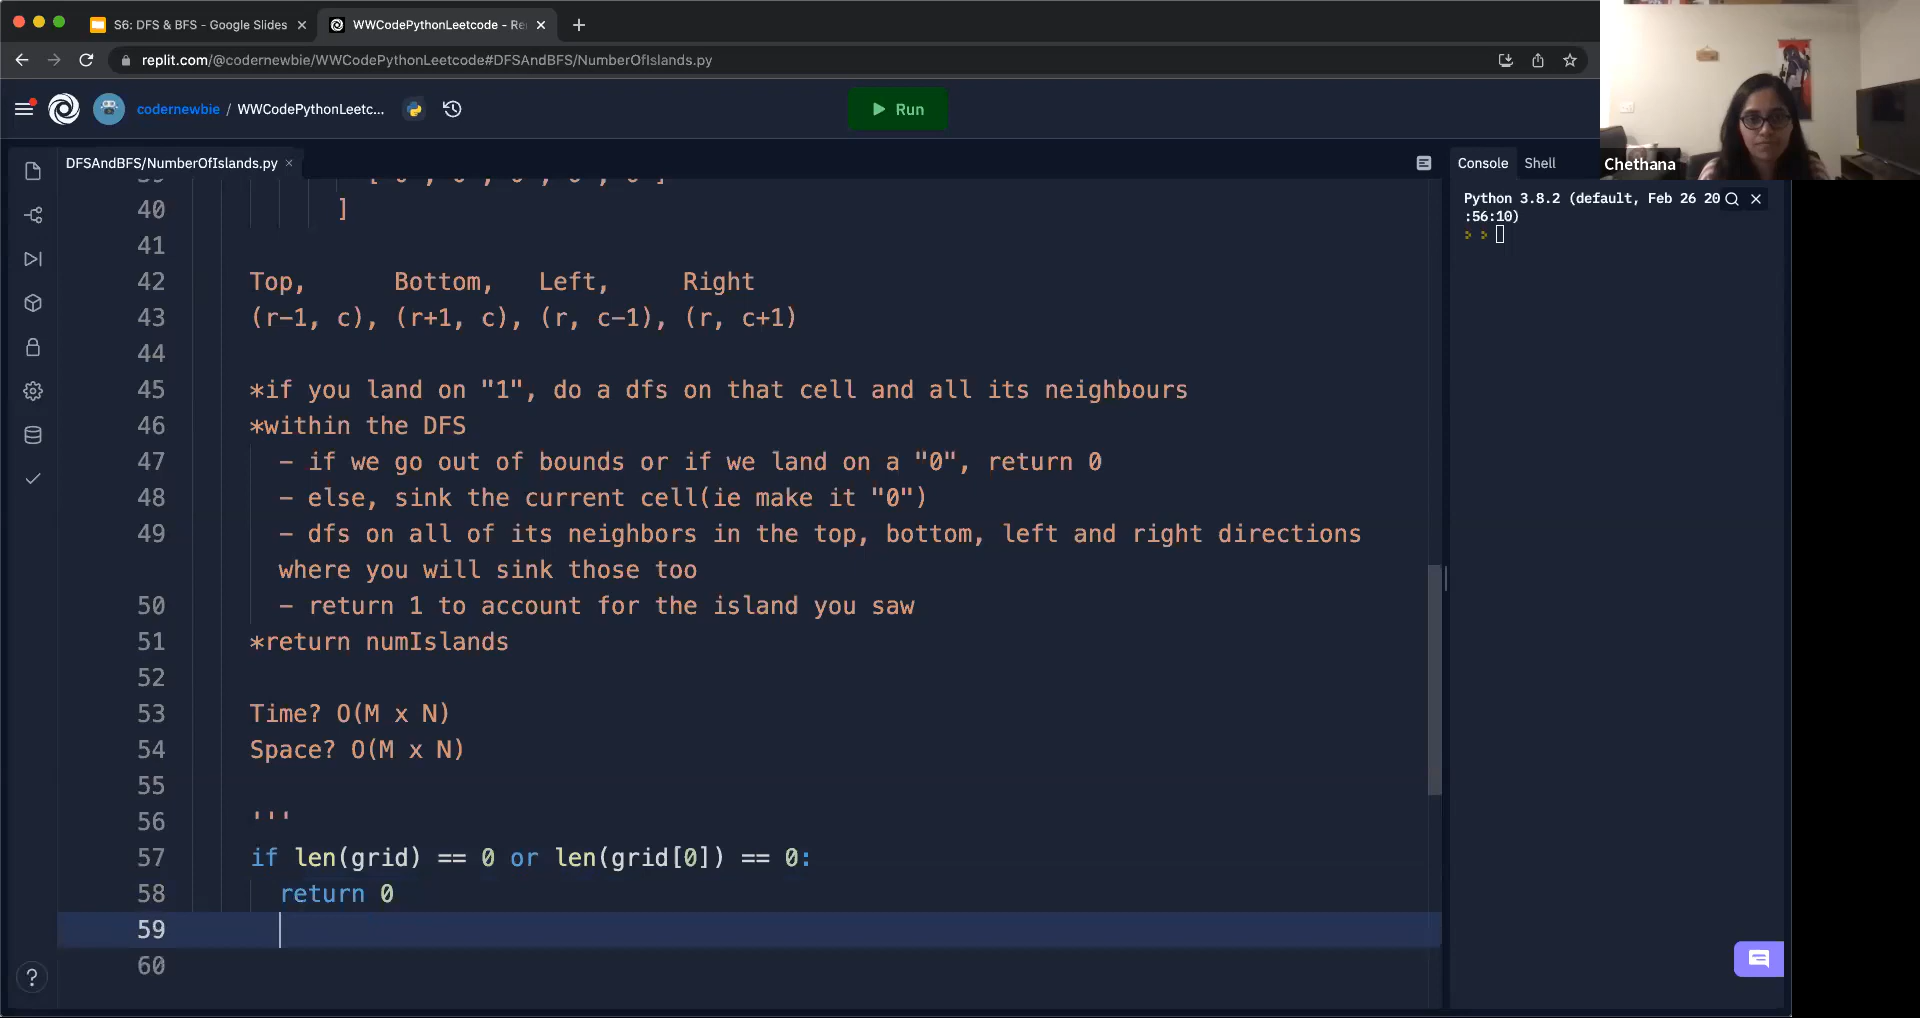 S6: DFS & BFS - Google Slides
WWCodePythonLeetcode - Re
replit.com/@codernewbie/WWCodePythonLeetcode#DFSAndBFS/NumberOfIslands.py
codernewbie / WWCodePythonLeetc...
Run
DFSAndBFS/NumberOfIslands.py
Console
Shell
Chethana
Python 3.8.2 (default, Feb 26 20
:56:10)
40 ]
41
42 Top, Bottom, Left, Right
43 (r-1, c), (r+1, c), (r, c-1), (r, c+1)
44
45 *if you land on "1", do a dfs on that cell and all its neighbours
46 *within the DFS
47 - if we go out of bounds or if we land on a "0", return 0
48 - else, sink the current cell(ie make it "0")
49 - dfs on all of its neighbors in the top, bottom, left and right directions
where you will sink those too
50 - return 1 to account for the island you saw
51 *return numIslands
52
53 Time? O(M x N)
54 Space? O(M x N)
55
56 '''
57 if len(grid) == 0 or len(grid[0]) == 0:
58 return 0
59
60
?